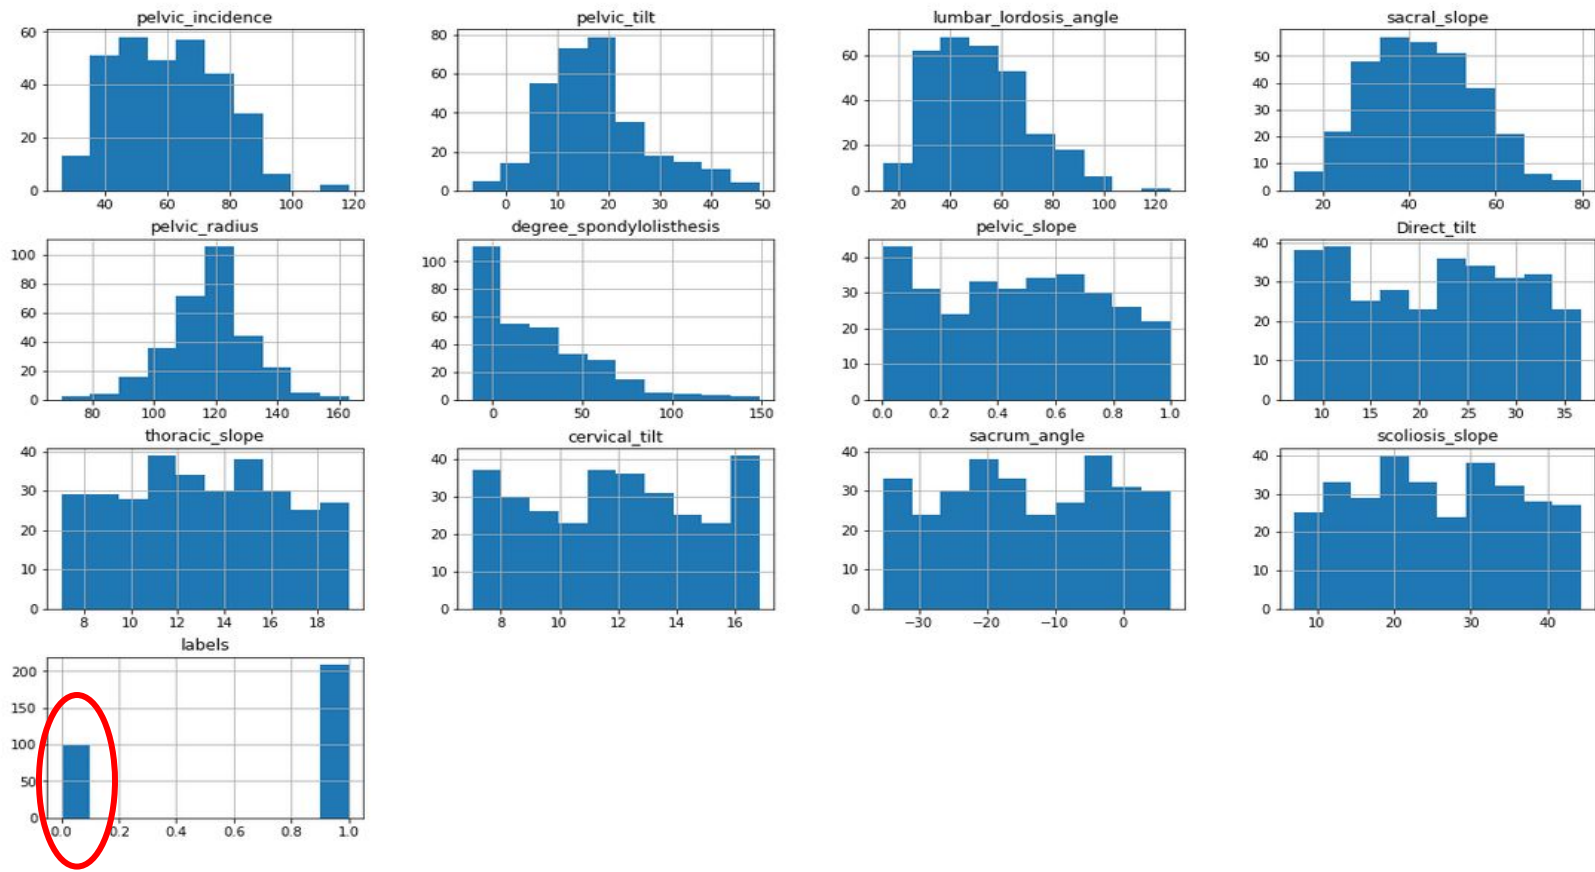 pelvic_incidence
60
40
20
0
40 60 80 100 120
pelvic_tilt
80
60
40
20
0
0 10 20 30 40 50
lumbar_lordosis_angle
60
40
20
0
20 40 60 80 100 120
sacral_slope
50
40
30
20
10
0
20 40 60 80
pelvic_radius
100
80
60
40
20
0
80 100 120 140 160
degree_spondylolisthesis
100
80
60
40
20
0
0 50 100 150
pelvic_slope
40
30
20
10
0
0.0 0.2 0.4 0.6 0.8 1.0
Direct_tilt
40
30
20
10
0
10 15 20 25 30 35
thoracic_slope
40
30
20
10
0
8 10 12 14 16 18
cervical_tilt
40
30
20
10
0
8 10 12 14 16
sacrum_angle
40
30
20
10
0
−30 −20 −10 0
scoliosis_slope
40
30
20
10
0
10 20 30 40
labels
200
150
100
50
0
0.0 0.2 0.4 0.6 0.8 1.0